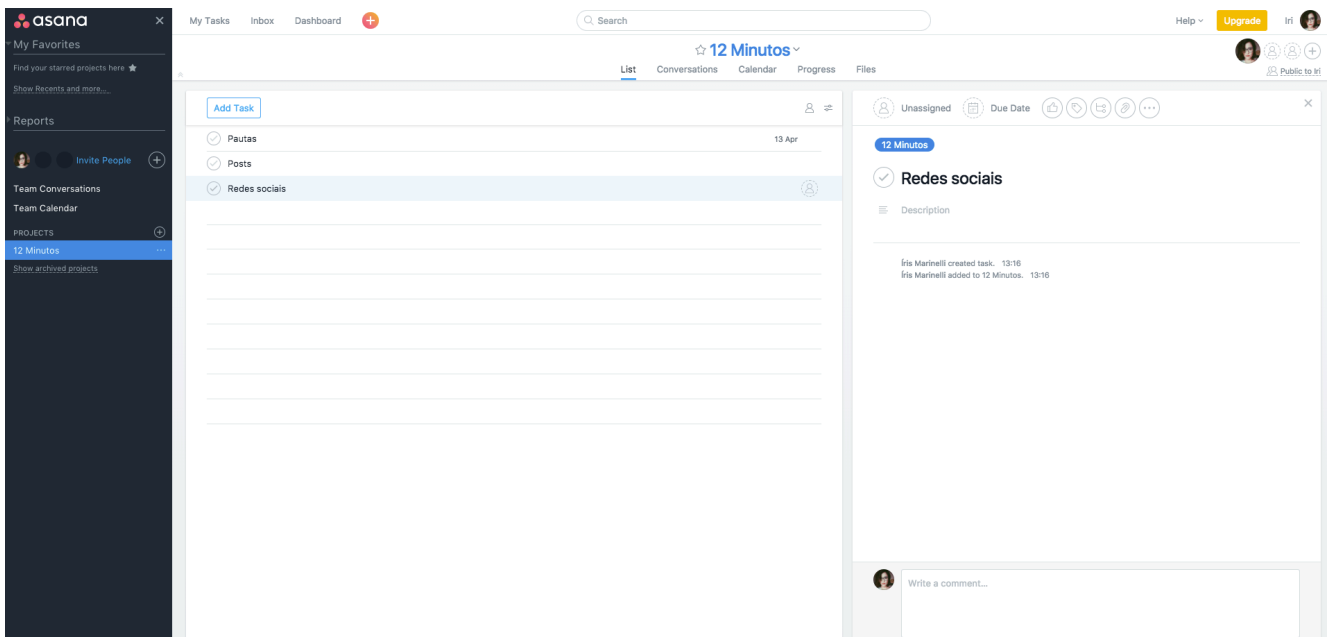 asana
My Favorites
Find your starred projects here
Show Recents and more...
Reports
Invite People
Team Conversations
Team Calendar
PROJECTS
12 Minutos
Show archived projects
My Tasks Inbox Dashboard
Search
Help Upgrade Iri
12 Minutos
List Conversations Calendar Progress Files
Public to Iri
Add Task
Pautas 13 Apr
Posts
Redes sociais
Unassigned Due Date
12 Minutos
Redes sociais
Description
Íris Marinelli created task. 13:16
Íris Marinelli added to 12 Minutos. 13:16
Write a comment...